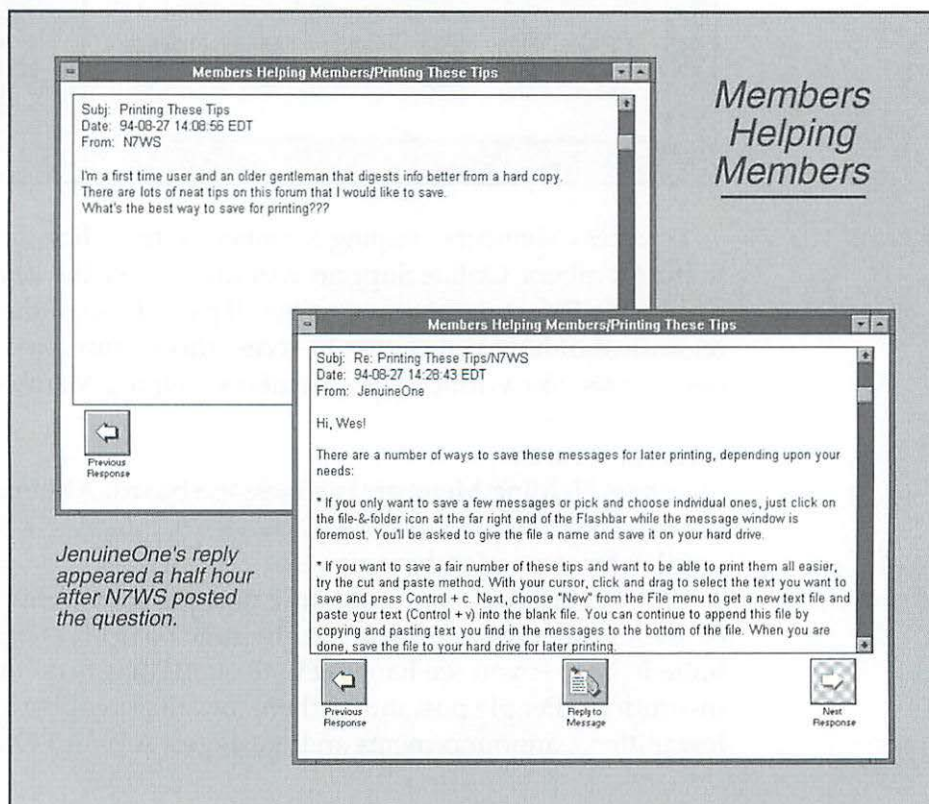 Members Helping Members/Printing These Tips
Members
Helping
Members
Subj: Printing These Tips
Date: 94-08-27 14:08:56 EDT
From: N7WS
I'm a first time user and an older gentleman that digests info better from a hard copy.
There are lots of neat tips on this forum that I would like to save.
What's the best way to save for printing???
Previous
Response
Members Helping Members/Printing These Tips
Subj: Re: Printing These Tips/N7WS
Date: 94-08-27 14:28:43 EDT
From: JenuineOne
Hi, Wes!
There are a number of ways to save these messages for later printing, depending upon your
needs:
* If you only want to save a few messages or pick and choose individual ones, just click on
the file-&-folder icon at the far right end of the Flashbar while the message window is
foremost. You'll be asked to give the file a name and save it on your hard drive.
* If you want to save a fair number of these tips and want to be able to print them all easier,
try the cut and paste method. With your cursor, click and drag to select the text you want to
save and press Control + c. Next, choose "New" from the File menu to get a new text file and
paste your text (Control + v) into the blank file. You can continue to append this file by
copying and pasting text you find in the messages to the bottom of the file. When you are
done, save the file to your hard drive for later printing.
Previous
Response
Reply to
Message
Next
Response
JenuineOne's reply
appeared a half hour
after N7WS posted
the question.